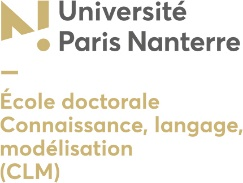 Université
Paris Nanterre
École doctorale
Connaissance, langage,
modélisation
(CLM)